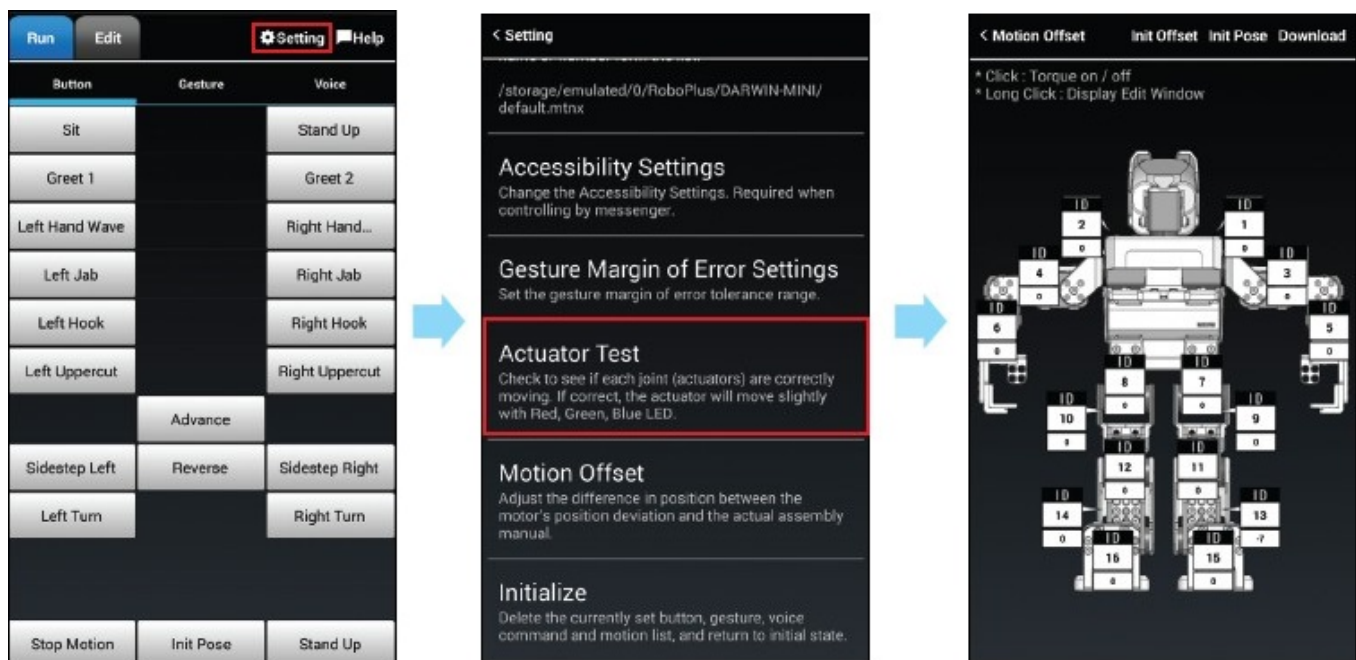 Run Edit Setting Help
Button Gesture Voice
Sit Stand Up
Greet 1 Greet 2
Left Hand Wave Right Hand...
Left Jab Right Jab
Left Hook Right Hook
Left Uppercut Right Uppercut
Advance
Sidestep Left Reverse Sidestep Right
Left Turn Right Turn
Stop Motion Init Pose Stand Up
< Setting
/storage/emulated/0/RoboPlus/DARWIN-MINI/
default.mtnx
Accessibility Settings
Change the Accessibility Settings. Required when
controlling by messenger.
Gesture Margin of Error Settings
Set the gesture margin of error tolerance range.
Actuator Test
Check to see if each joint (actuators) are correctly
moving. If correct, the actuator will move slightly
with Red, Green, Blue LED.
Motion Offset
Adjust the difference in position between the
motor's position deviation and the actual assembly
manual.
Initialize
Delete the currently set button, gesture, voice
command and motion list, and return to initial state.
< Motion Offset Init Offset Init Pose Download
* Click : Torque on / off
* Long Click : Display Edit Window
ID ID
2 1
0 0
ID ID
4 3
0 0
ID ID
6 5
0 0
ID ID
8 7
0 0
ID ID
10 9
0 0
ID ID
12 11
0 0
ID ID
14 13
0 -7
ID ID
16 15
0 0